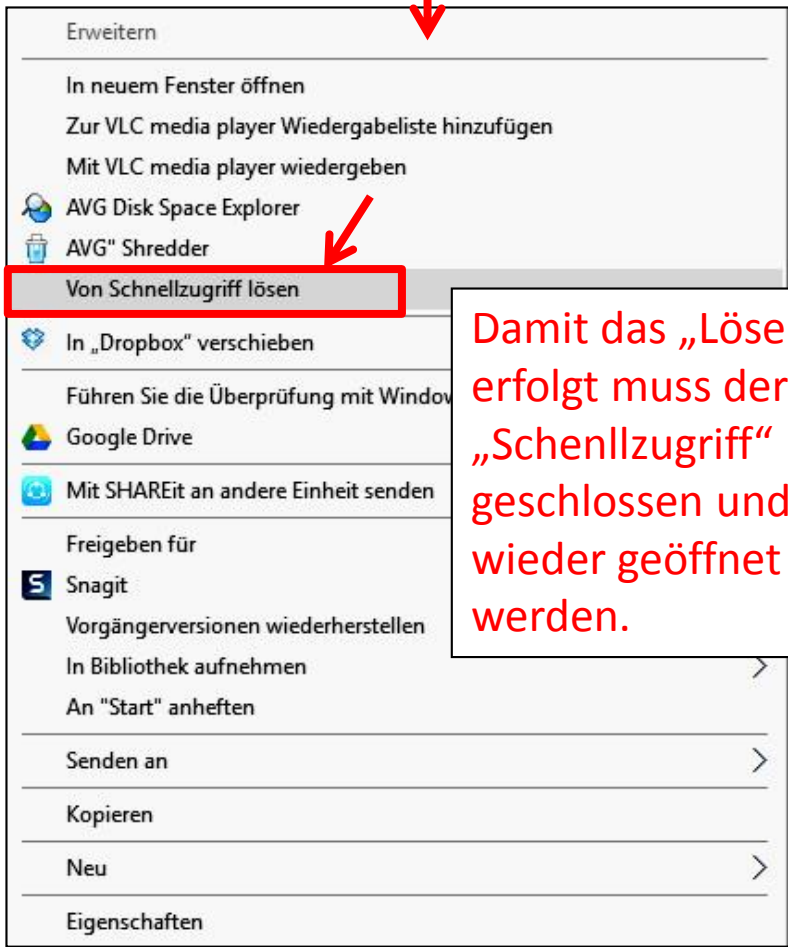 Erweitern
In neuem Fenster öffnen
Zur VLC media player Wiedergabeliste hinzufügen
Mit VLC media player wiedergeben
AVG Disk Space Explorer
AVG" Shredder
Von Schnellzugriff lösen
In „Dropbox" verschieben
Führen Sie die Überprüfung mit
Google Drive
Mit SHAREit an andere Einheit senden
Freigeben für
Snagit
Vorgängerversionen wiederherstellen
In Bibliothek aufnehmen
An "Start" anheften
Senden an
Kopieren
Neu
Eigenschaften
Damit das „Löse
erfolgt muss der
„Schenllzugriff“
geschlossen und
wieder geöffnet
werden.